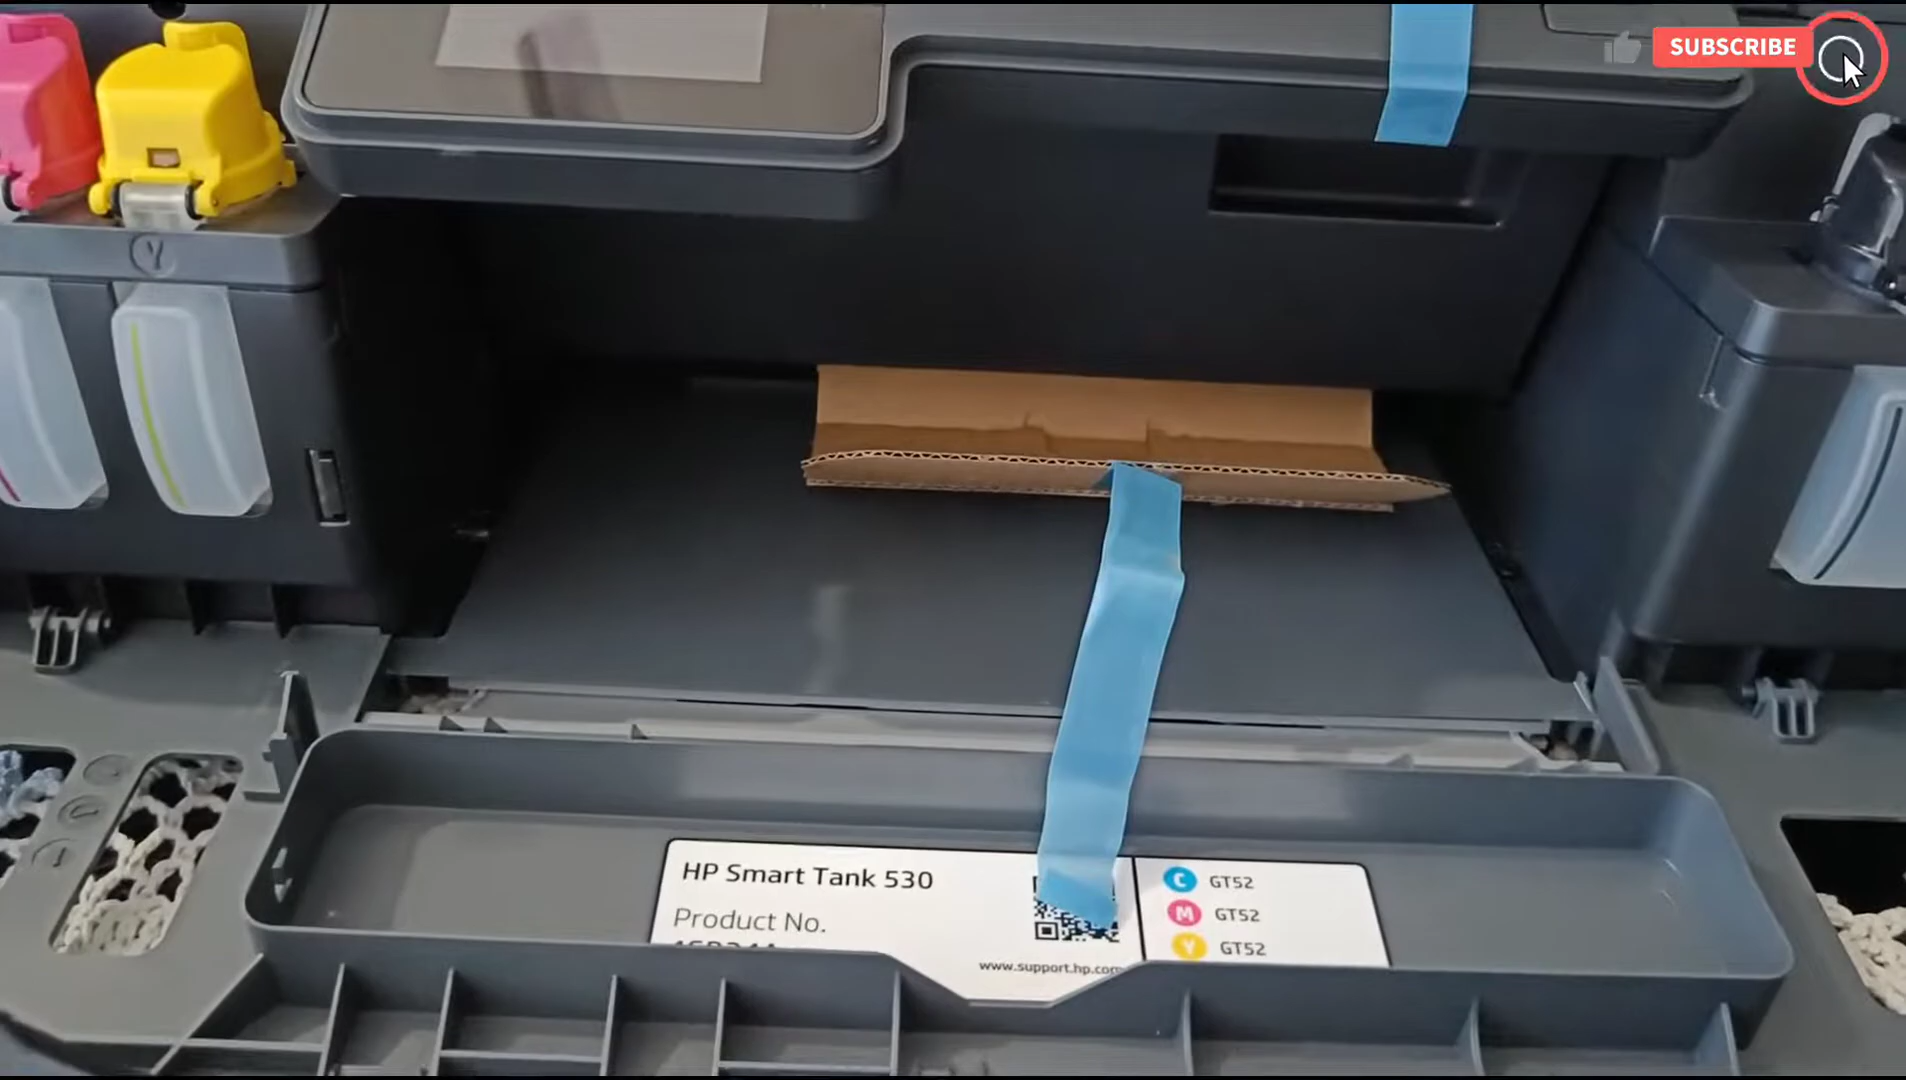 SUBSCRIBE
Y
HP Smart Tank 530
Product No.
www.support.hp.com
C GT52
M GT52
Y GT52